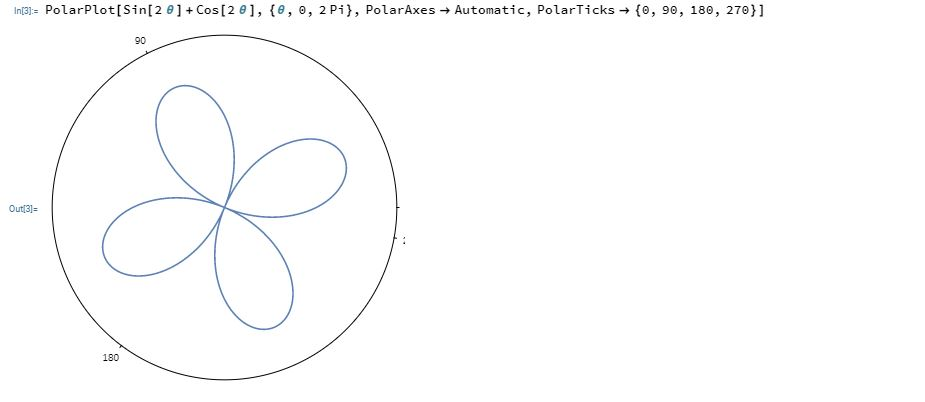 In[3]:= PolarPlot[Sin[2 θ] + Cos[2 θ], {θ, 0, 2 Pi}, PolarAxes → Automatic, PolarTicks → {0, 90, 180, 270}]
90
Out[3]=
180